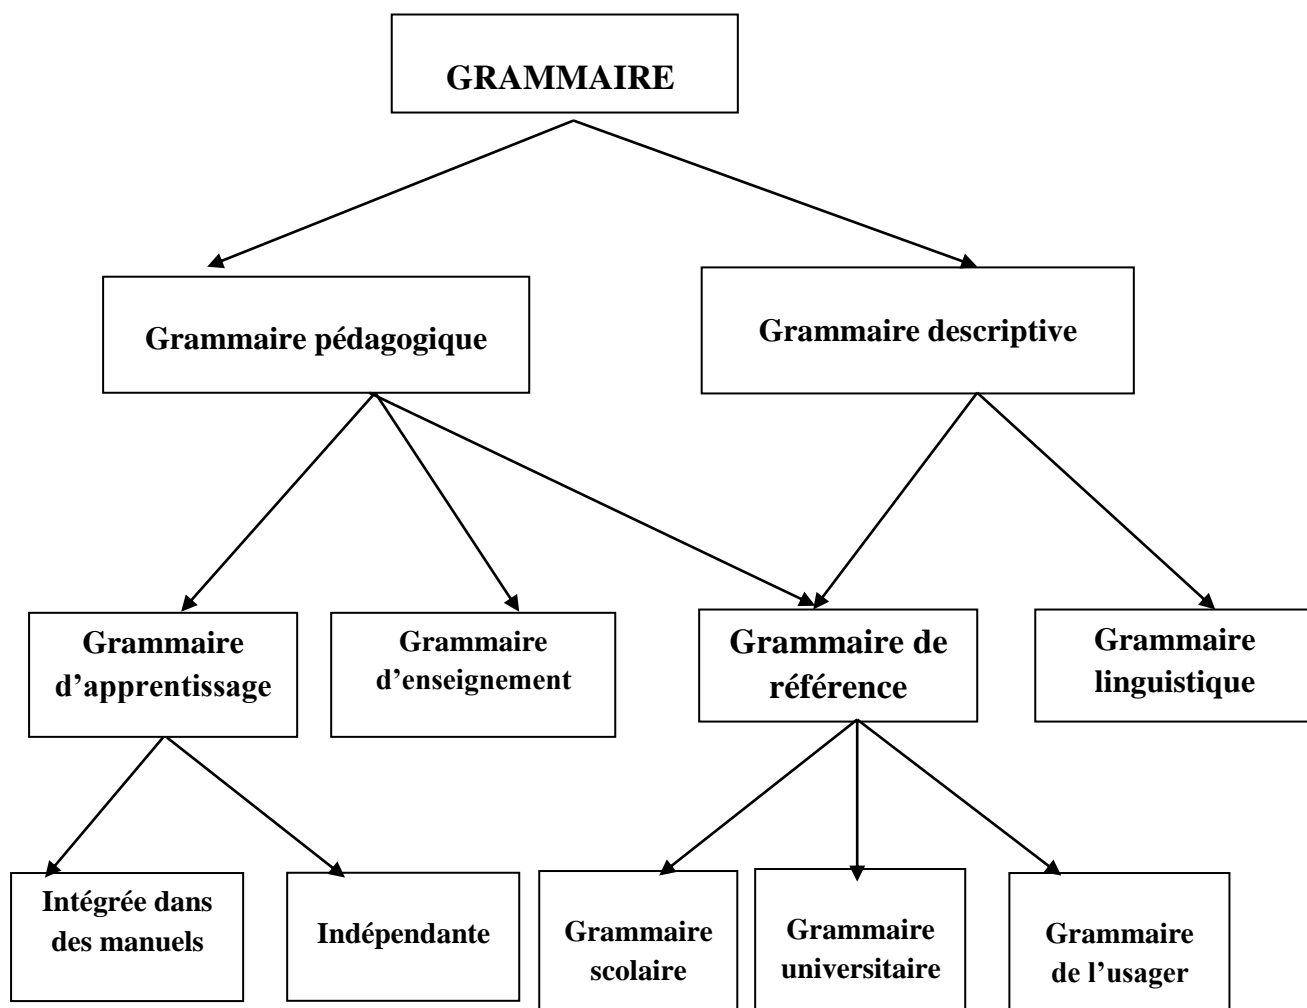 GRAMMAIRE
Grammaire pédagogique
Grammaire descriptive
Grammaire
d’apprentissage
Grammaire
d’enseignement
Grammaire de
référence
Grammaire
linguistique
Intégrée dans
des manuels
Indépendante
Grammaire
scolaire
Grammaire
universitaire
Grammaire
de l’usager